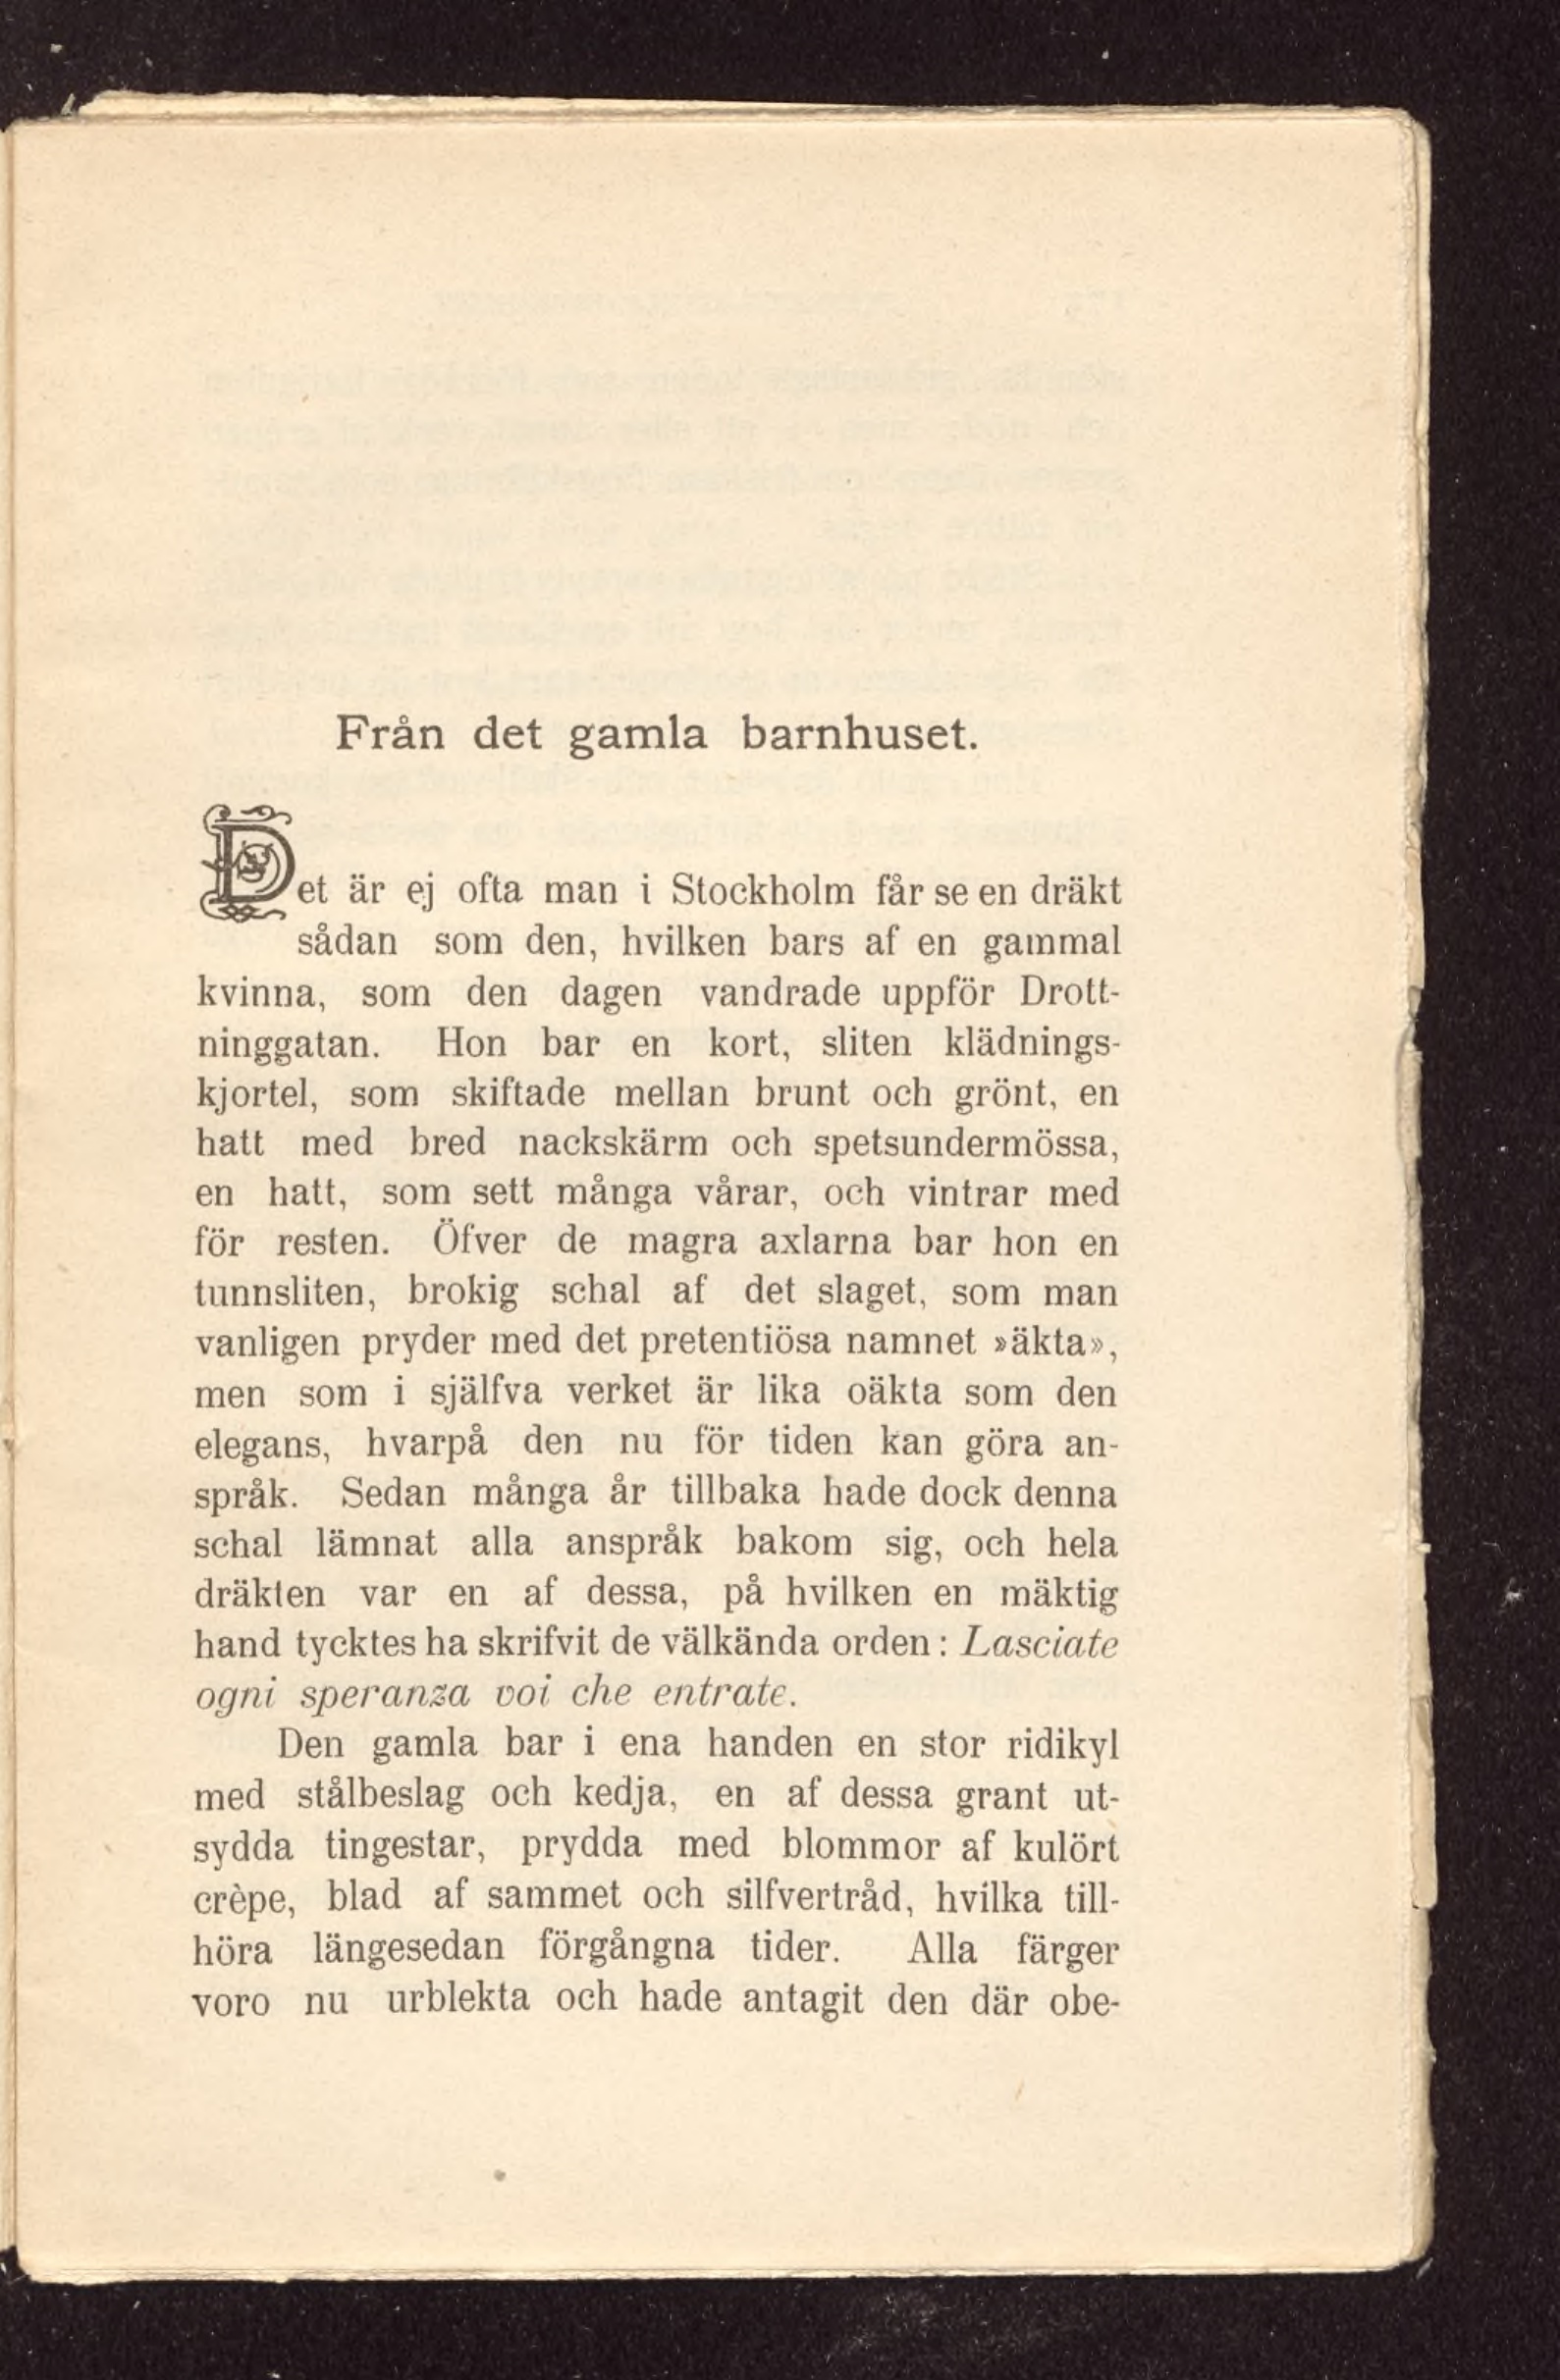 Från det gamla barnhuset.
Det är ej ofta man i Stockholm får se en dräkt
sådan som den, hvilken bars af en gammal
kvinna, som den dagen vandrade uppför Drott-
ninggatan. Hon bar en kort, sliten klädnings-
kjortel, som skiftade mellan brunt och grönt, en
hatt med bred nackskärm och spetsundermössa,
en hatt, som sett många vårar, och vintrar med
för resten. Öfver de magra axlarna bar hon en
tunnsliten, brokig schal af det slaget, som man
vanligen pryder med det pretentiösa namnet »äkta»,
men som i själfva verket är lika oäkta som den
elegans, hvarpå den nu för tiden kan göra an-
språk. Sedan många år tillbaka hade dock denna
schal lämnat alla anspråk bakom sig, och hela
dräkten var en af dessa, på hvilken en mäktig
hand tycktes ha skrifvit de välkända orden: Lasciate
ogni speranza voi che entrate.
Den gamla bar i ena handen en stor ridikyl
med stålbeslag och kedja, en af dessa grant ut-
sydda tingestar, prydda med blommor af kulört
crèpe, blad af sammet och silfvertråd, hvilka till-
höra längesedan förgångna tider. Alla färger
voro nu urblekta och hade antagit den där obe-